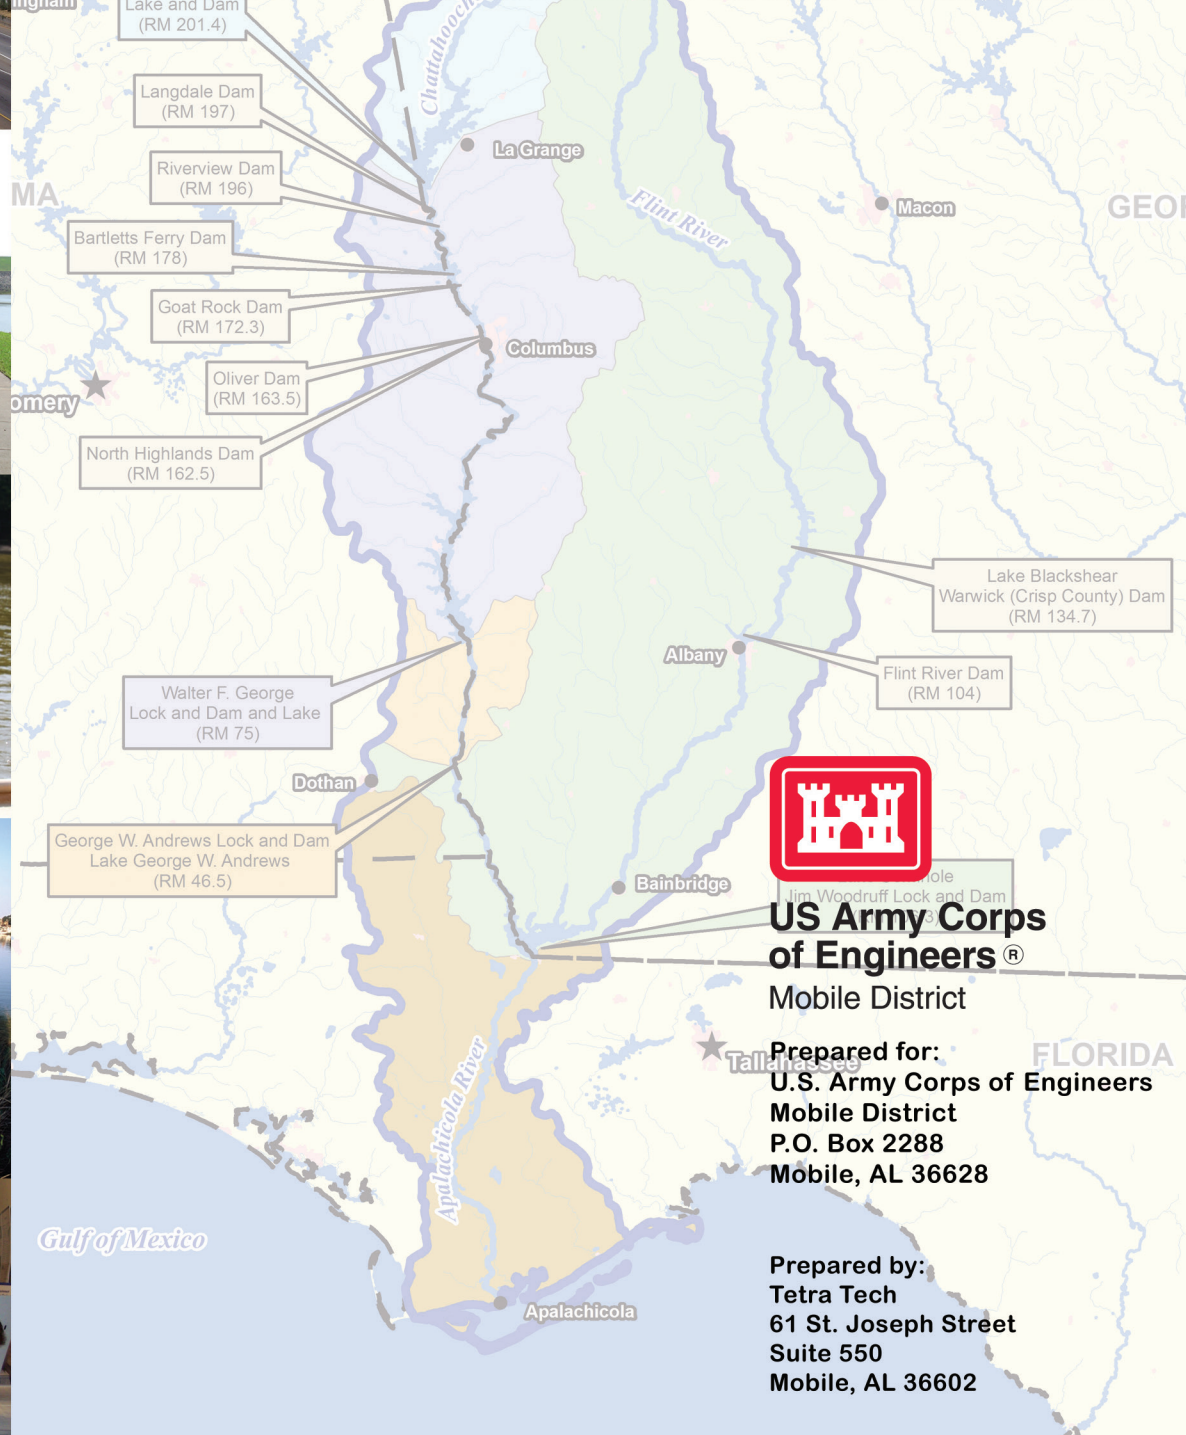 ngham
Lake and Dam
(RM 201.4)
Chattahooch
Langdale Dam
(RM 197)
La Grange
Riverview Dam
(RM 196)
MA
Flint River
Macon
GEOR
Bartletts Ferry Dam
(RM 178)
Goat Rock Dam
(RM 172.3)
Columbus
Oliver Dam
(RM 163.5)
omery
North Highlands Dam
(RM 162.5)
Lake Blackshear
Warwick (Crisp County) Dam
(RM 134.7)
Albany
Flint River Dam
(RM 104)
Walter F. George
Lock and Dam and Lake
(RM 75)
Dothan
George W. Andrews Lock and Dam
Lake George W. Andrews
(RM 46.5)
Bainbridge
Jim Woodruff Lock and Dam
US Army Corps
of Engineers ®
Mobile District
Tallahassee
FLORIDA
Prepared for:
U.S. Army Corps of Engineers
Mobile District
P.O. Box 2288
Mobile, AL 36628
Apalachicola River
Gulf of Mexico
Apalachicola
Prepared by:
Tetra Tech
61 St. Joseph Street
Suite 550
Mobile, AL 36602